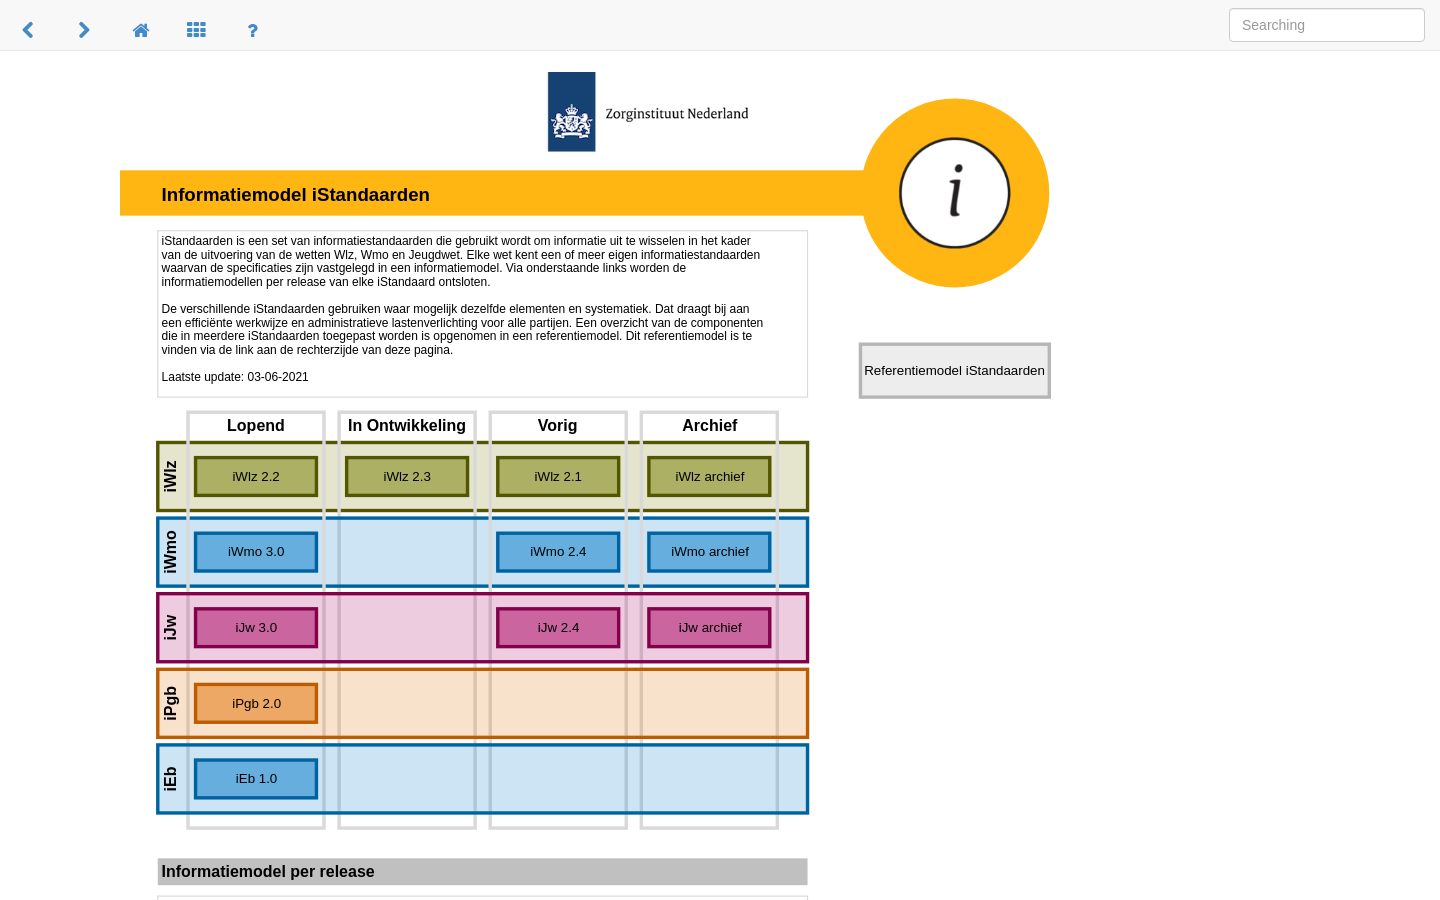 Searching
Zorginstituut Nederland
i
Informatiemodel iStandaarden
iStandaarden is een set van informatiestandaarden die gebruikt wordt om informatie uit te wisselen in het kader
van de uitvoering van de wetten Wlz, Wmo en Jeugdwet. Elke wet kent een of meer eigen informatiestandaarden
waarvan de specificaties zijn vastgelegd in een informatiemodel. Via onderstaande links worden de
informatiemodellen per release van elke iStandaard ontsloten.
De verschillende iStandaarden gebruiken waar mogelijk dezelfde elementen en systematiek. Dat draagt bij aan
een efficiënte werkwijze en administratieve lastenverlichting voor alle partijen. Een overzicht van de componenten
die in meerdere iStandaarden toegepast worden is opgenomen in een referentiemodel. Dit referentiemodel is te
vinden via de link aan de rechterzijde van deze pagina.
Laatste update: 03-06-2021
Referentiemodel iStandaarden
Lopend In Ontwikkeling Vorig Archief
iWlz iWlz 2.2 iWlz 2.3 iWlz 2.1 iWlz archief
iWmo iWmo 3.0 iWmo 2.4 iWmo archief
iJw iJw 3.0 iJw 2.4 iJw archief
iPgb iPgb 2.0
iEb iEb 1.0
Informatiemodel per release